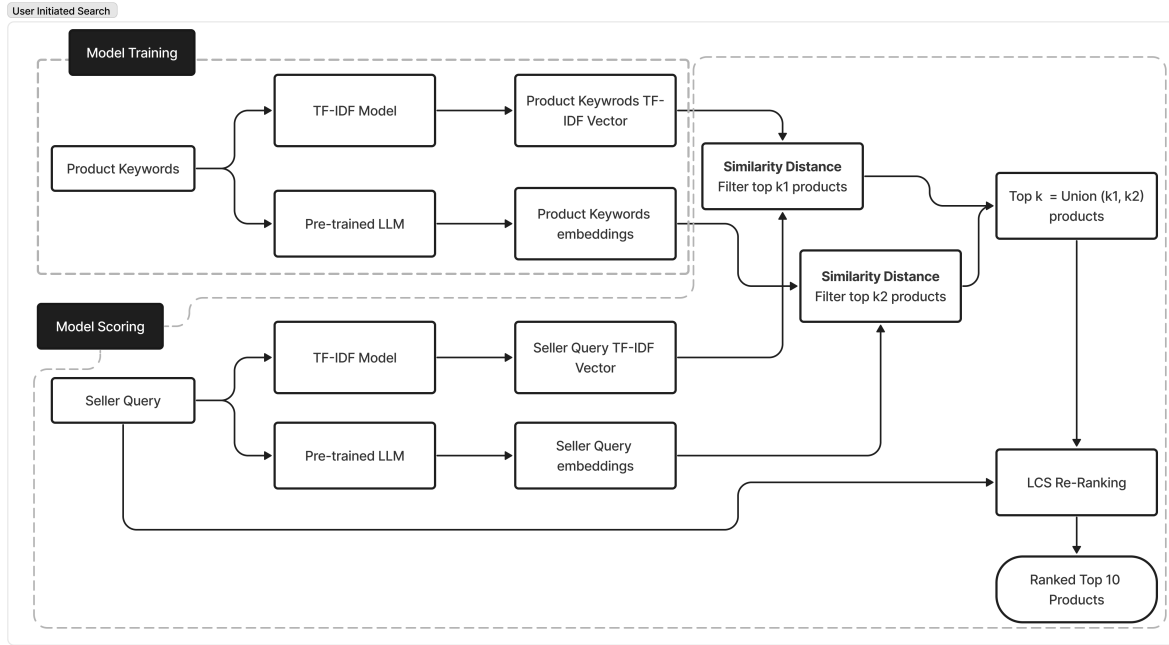 User Initiated Search
Model Training
Product Keywords
TF-IDF Model
Product Keywrods TF-
IDF Vector
Pre-trained LLM
Product Keywords
embeddings
Similarity Distance
Filter top k1 products
Similarity Distance
Filter top k2 products
Top k = Union (k1, k2)
products
Model Scoring
Seller Query
TF-IDF Model
Seller Query TF-IDF
Vector
Pre-trained LLM
Seller Query
embeddings
LCS Re-Ranking
Ranked Top 10
Products